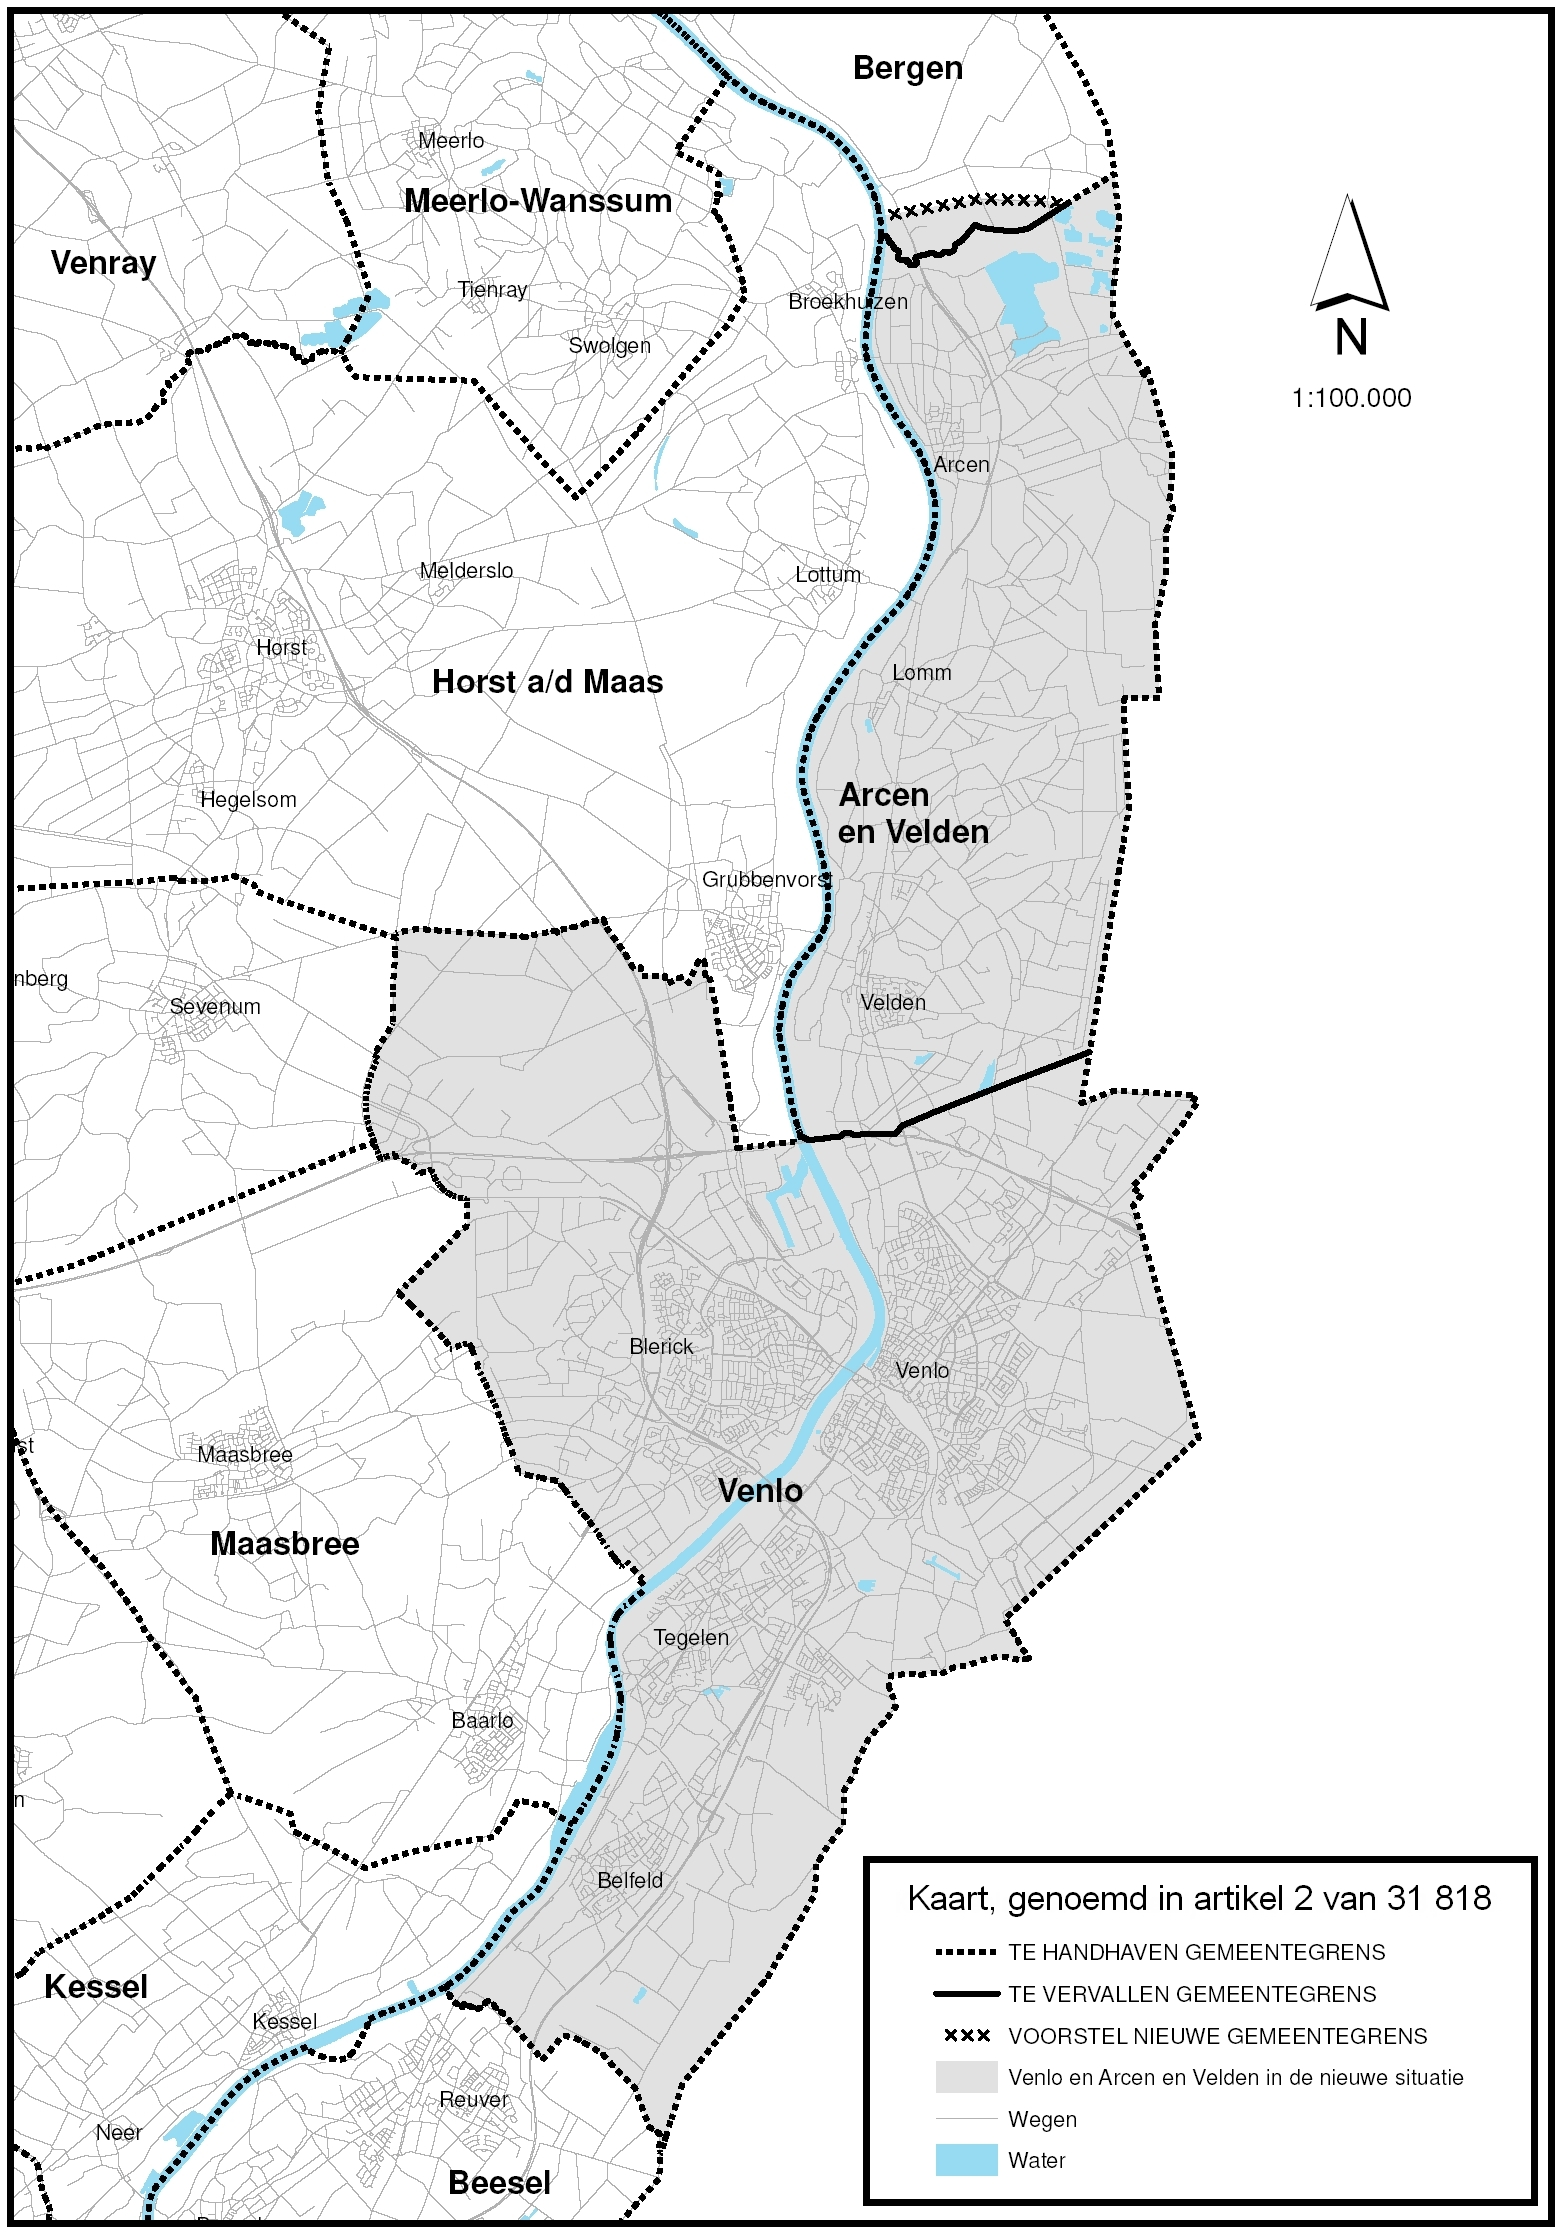 Bergen
Meerlo
Meerlo-Wanssum
Venray
Tienray
Broekhuizen
Swolgen
N
1:100.000
Arcen
Melderslo
Lottum
Horst
Lomm
Horst a/d Maas
Hegelsom
Arcen
en Velden
Grubbenvorst
nberg
Sevenum
Velden
Blerick
Venlo
st
Maasbree
Venlo
Maasbree
Tegelen
Baarlo
n
Belfeld
Kessel
Kessel
Reuver
Neer
Beesel
Kaart, genoemd in artikel 2 van 31 818
TE HANDHAVEN GEMEENTEGRENS
TE VERVALLEN GEMEENTEGRENS
VOORSTEL NIEUWE GEMEENTEGRENS
Venlo en Arcen en Velden in de nieuwe situatie
Wegen
Water